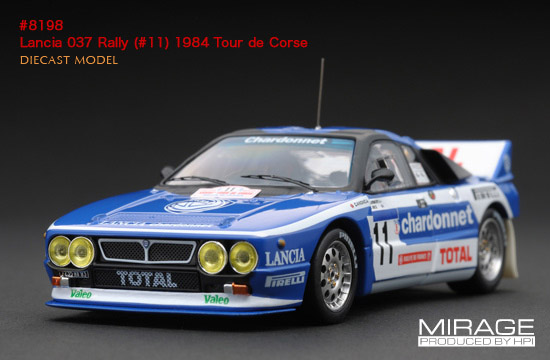 #8198
Lancia 037 Rally (#11) 1984 Tour de Corse
DIECAST MODEL
Chardonnet
LANCIA
TOTAL
Valeo
Valeo
LANCIA
PIRELLI
11
chardonnet
TOTAL
MIRAGE
PRODUCED BY HPI